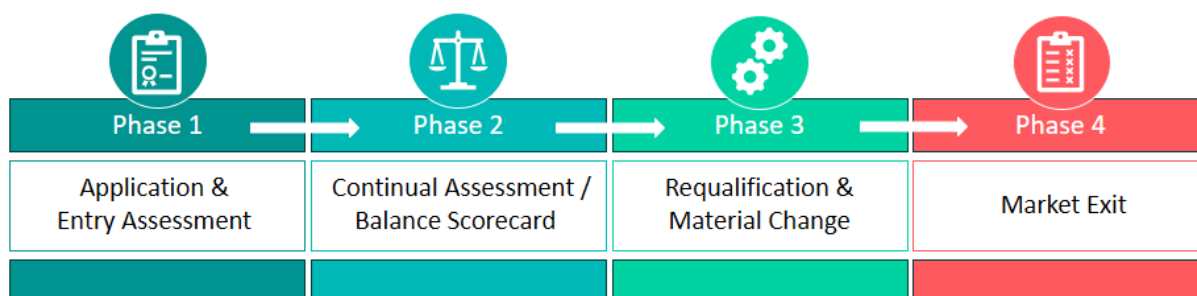 Phase 1
Phase 2
Phase 3
Phase 4
Application &
Entry Assessment
Continual Assessment /
Balance Scorecard
Requalification &
Material Change
Market Exit